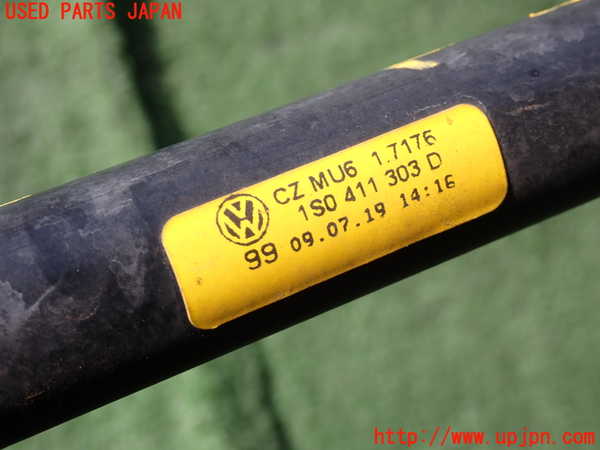 USED PARTS JAPAN
CZ MU6 1.7176
1S0 411 303 D
99 09.07.19 14:16
http://www.upjpn.com